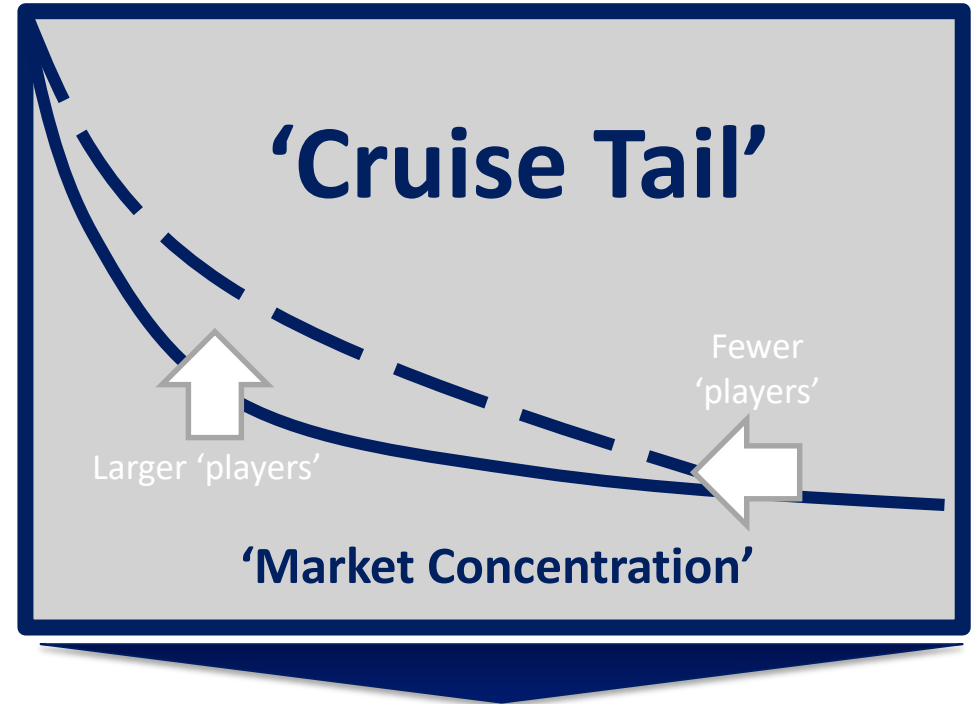 ‘Cruise Tail’
Fewer
‘players’
Larger ‘players’
‘Market Concentration’